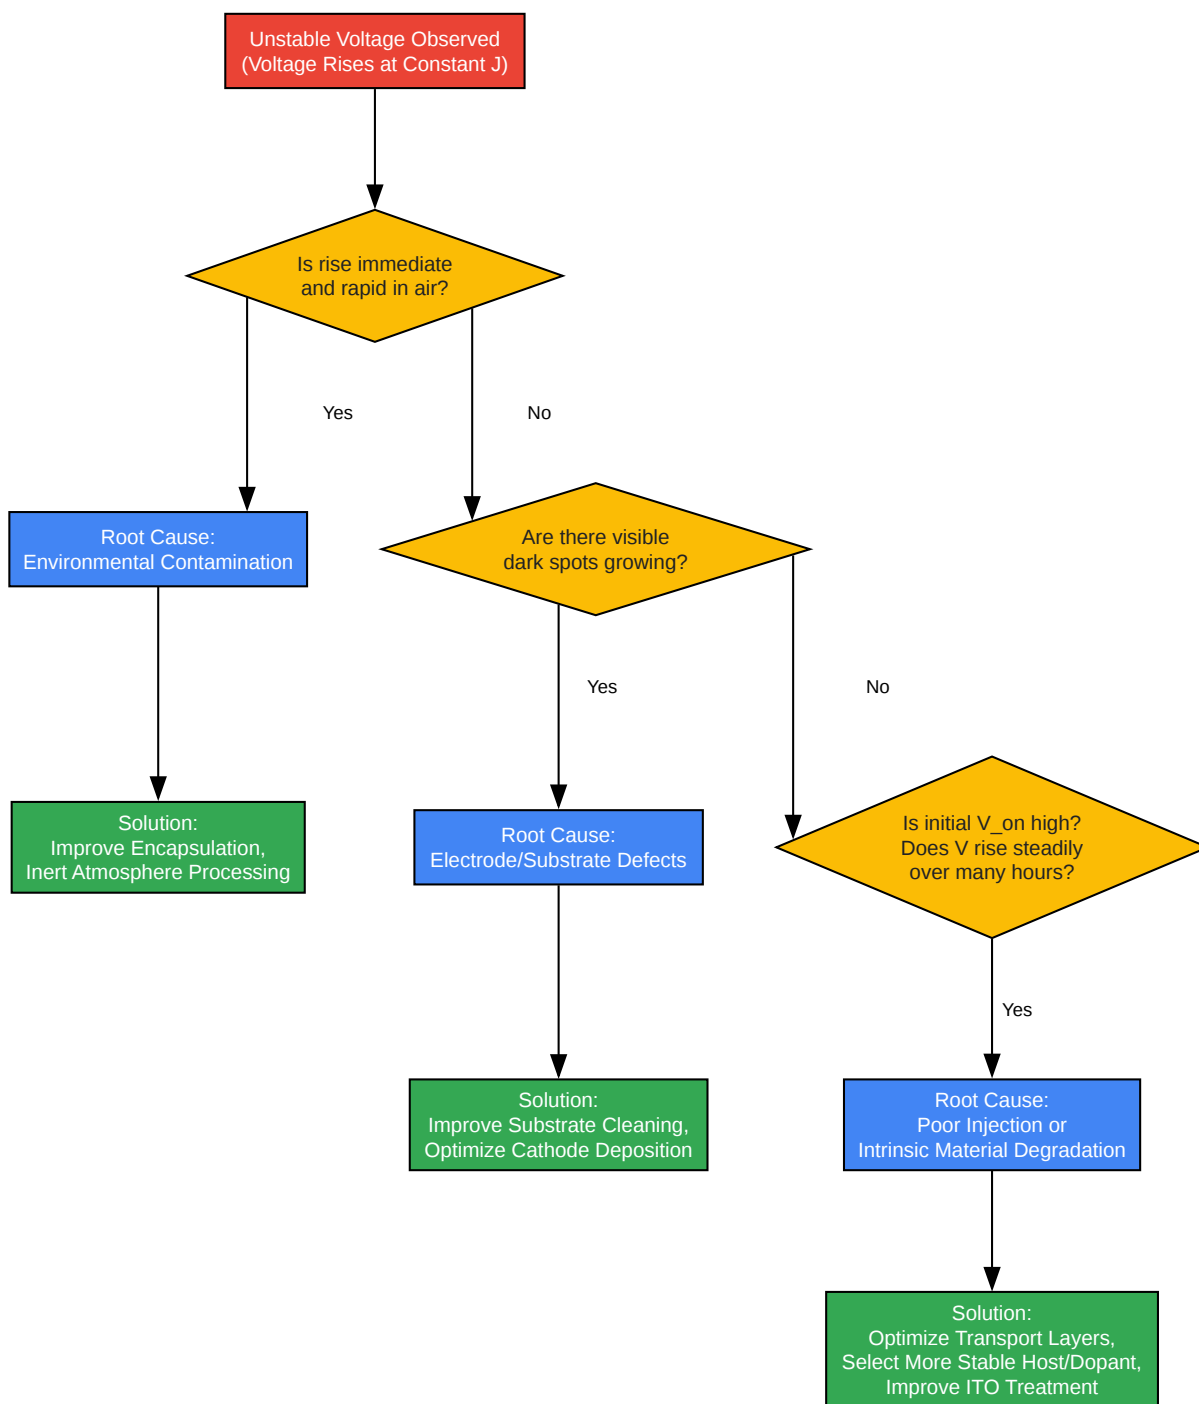 Unstable Voltage Observed
(Voltage Rises at Constant J)
Is rise immediate
and rapid in air?
Yes
No
Root Cause:
Environmental Contamination
Are there visible
dark spots growing?
Yes
No
Solution:
Improve Encapsulation,
Inert Atmosphere Processing
Root Cause:
Electrode/Substrate Defects
Is initial V_on high?
Does V rise steadily
over many hours?
Yes
Solution:
Improve Substrate Cleaning,
Optimize Cathode Deposition
Root Cause:
Poor Injection or
Intrinsic Material Degradation
Solution:
Optimize Transport Layers,
Select More Stable Host/Dopant,
Improve ITO Treatment